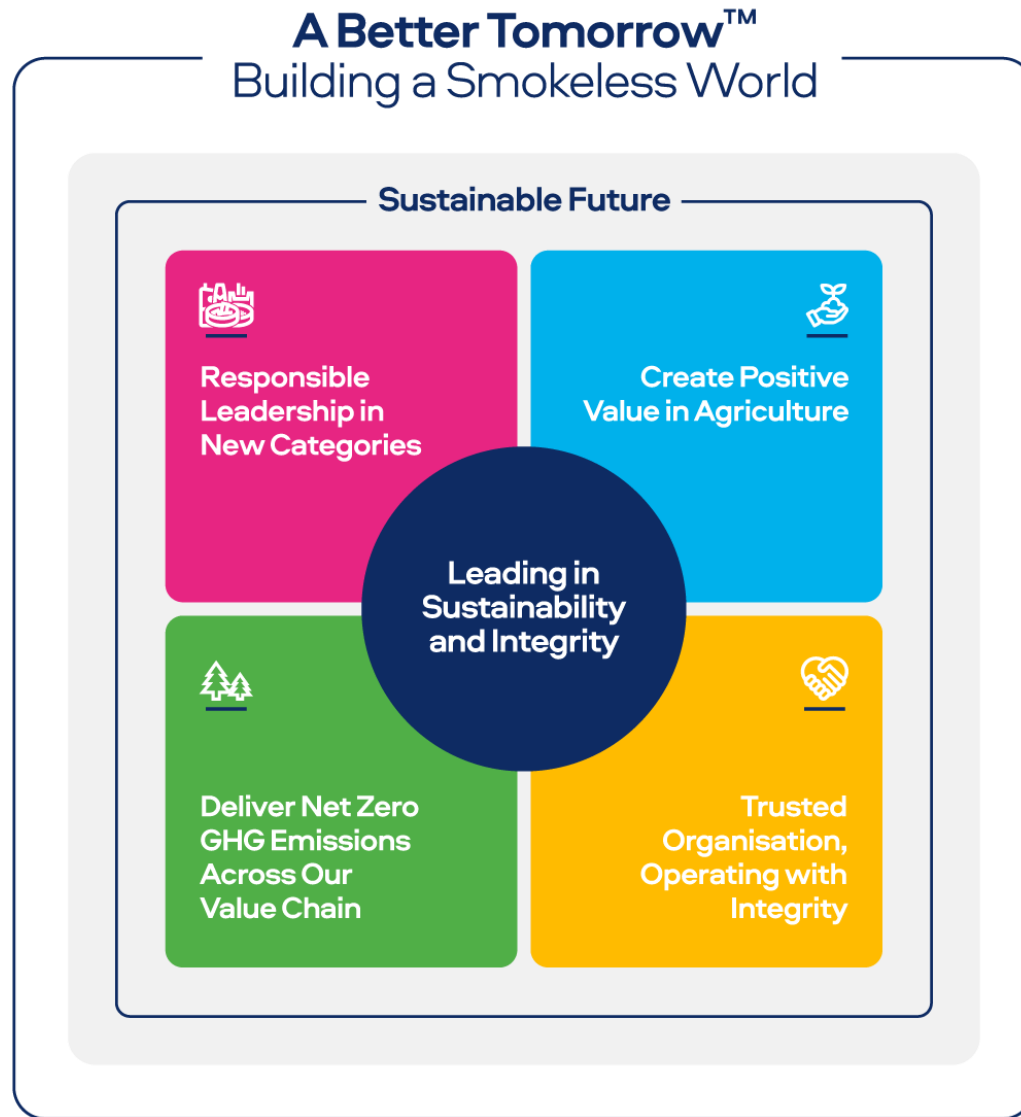 A Better Tomorrow™
Building a Smokeless World
Sustainable Future
Responsible
Leadership in
New Categories
Create Positive
Value in Agriculture
Leading in
Sustainability
and Integrity
Deliver Net Zero
GHG Emissions
Across Our
Value Chain
Trusted
Organisation,
Operating with
Integrity